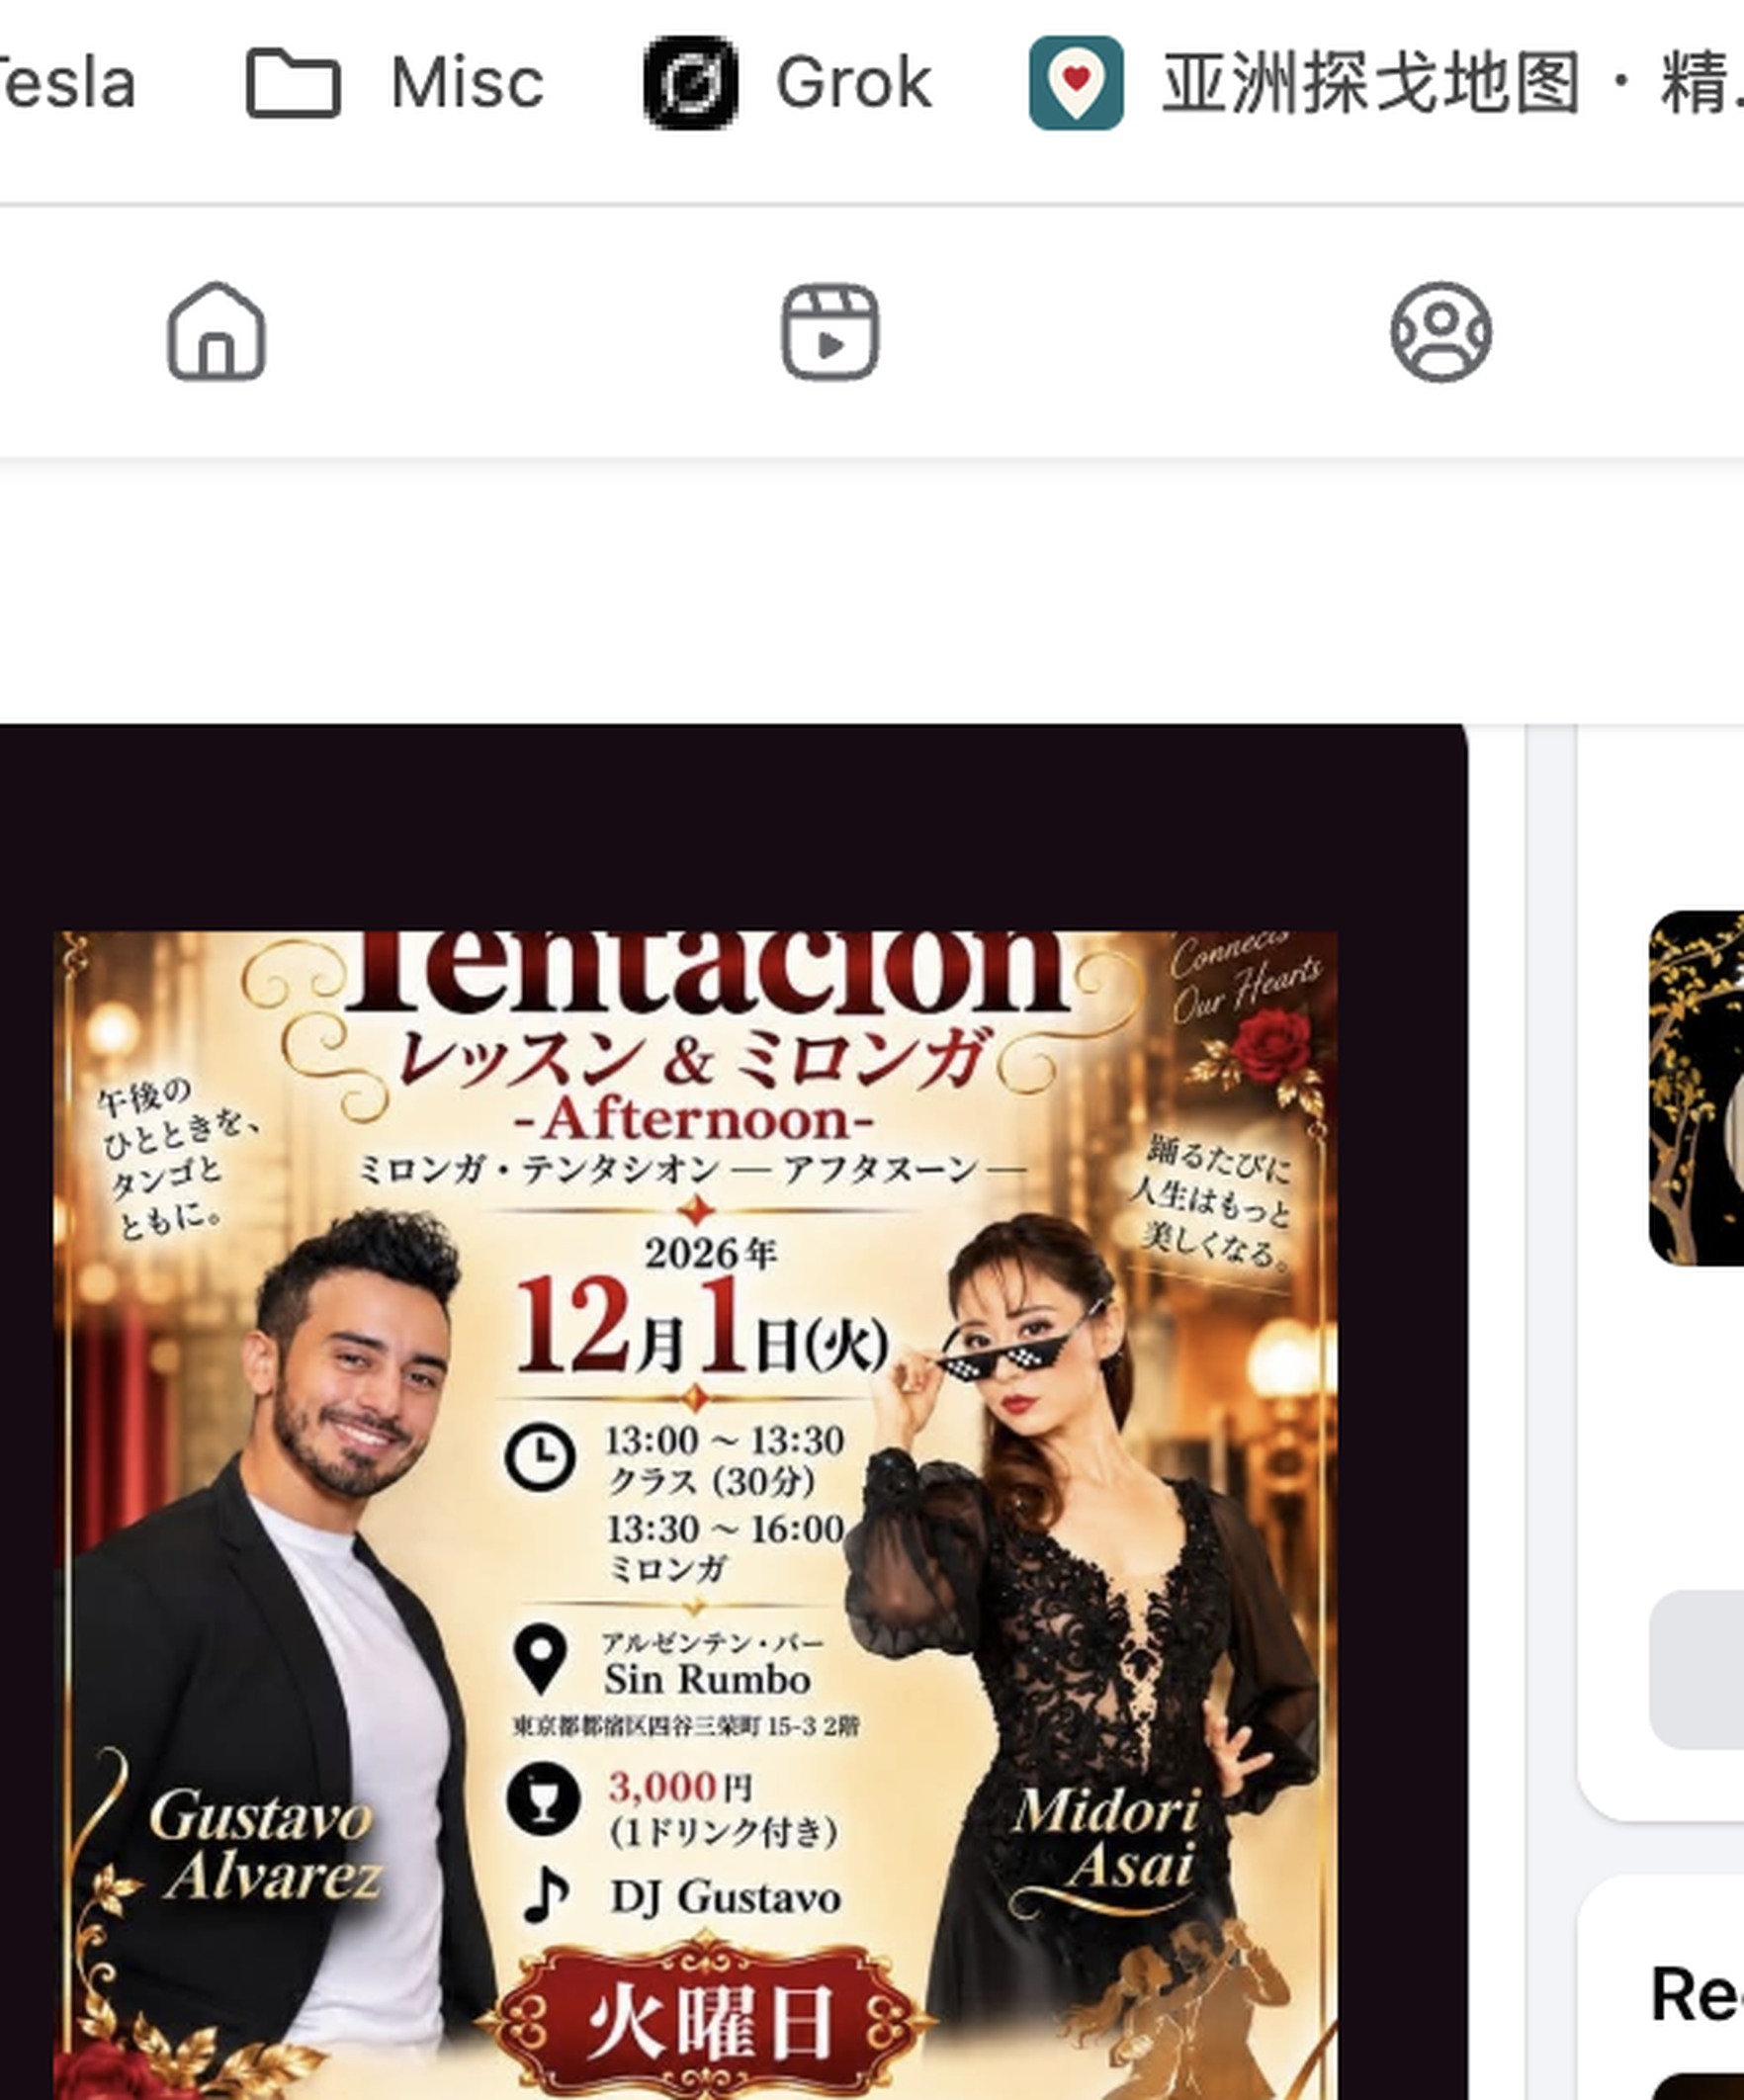 Tesla
Misc
Grok
亚洲探戈地图・精.
Tentacion
Connects
Our Hearts
レッスン & ミロンガ
-Afternoon-
ミロンガ・テンタシオン — アフタヌーン —
午後の
ひとときを、
タンゴと
ともに。
踊るたびに
人生はもっと
美しくなる。
2026年
12月1日(火)
13:00 ～ 13:30
クラス (30分)
13:30 ～ 16:00
ミロンガ
アルゼンテン・バー
Sin Rumbo
東京都都宿区四谷三栄町 15-3 2階
3,000円
(1ドリンク付き)
DJ Gustavo
Gustavo
Alvarez
Midori
Asai
火曜日
Re